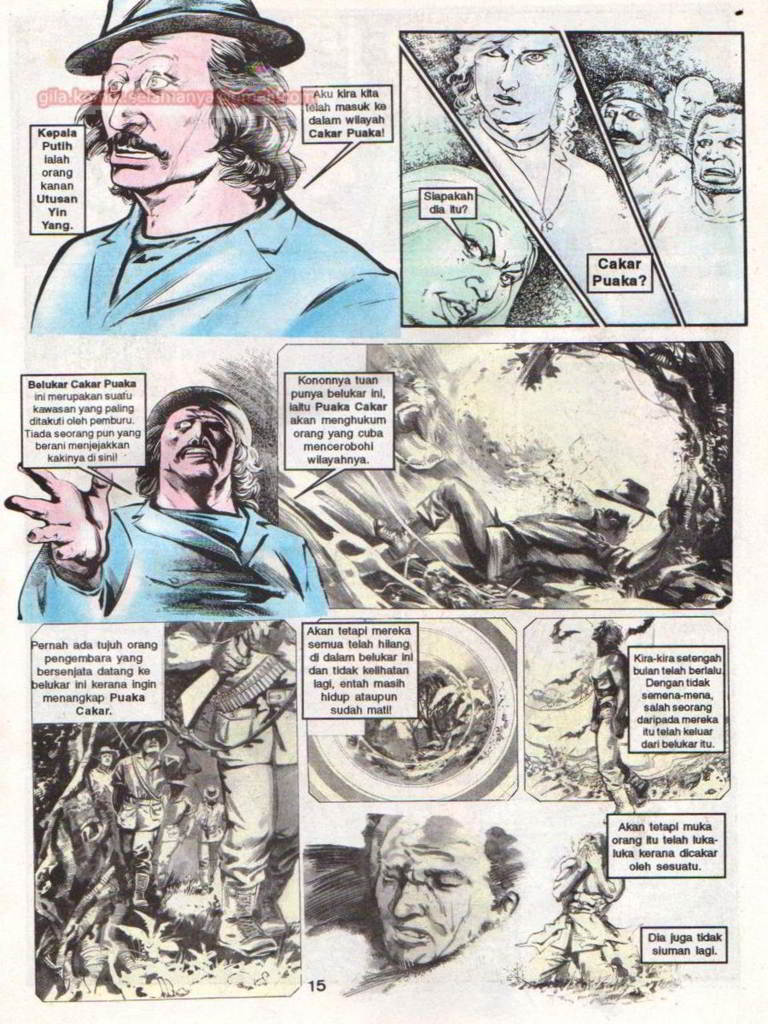 Kepala
Putih
ialah
orang
kanan
Utusan
Yin
Yang.
Aku kira kita
telah masuk ke
dalam wilayah
Cakar Puaka!
Siapakah
dia itu?
Cakar
Puaka?
Belukar Cakar Puaka
ini merupakan suatu
kawasan yang paling
ditakuti oleh pemburu.
Tiada seorang pun yang
berani menjejakkan
kakinya di sini!
Kononnya tuan
punya belukar ini,
iaitu Puaka Cakar
akan menghukum
orang yang cuba
mencerobohi
wilayahnya.
Pernah ada tujuh orang
pengembara yang
bersenjata datang ke
belukar ini kerana ingin
menangkap Puaka
Cakar.
Akan tetapi mereka
semua telah hilang
di dalam belukar ini
dan tidak kelihatan
lagi, entah masih
hidup ataupun
sudah mati!
Kira-kira setengah
bulan telah berlalu.
Dengan tidak
semena-mena,
salah seorang
daripada mereka
itu telah keluar
dari belukar itu.
Akan tetapi muka
orang itu telah luka-
luka kerana dicakar
oleh sesuatu.
Dia juga tidak
siuman lagi.
15